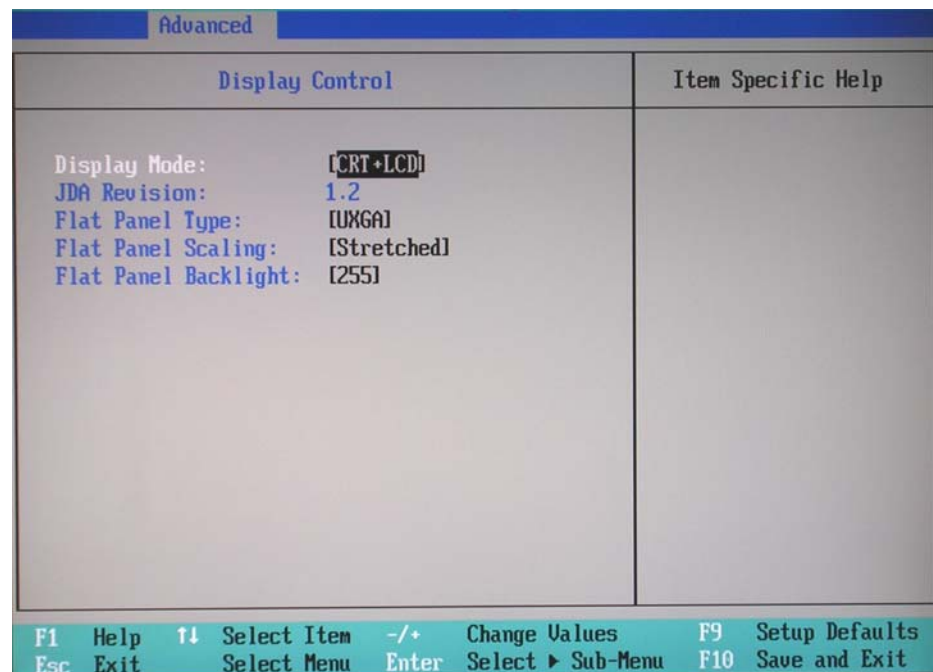 Advanced
Display Control
Item Specific Help
Display Mode: [CRT+LCD]
JDA Revision: 1.2
Flat Panel Type: [UXGA]
Flat Panel Scaling: [Stretched]
Flat Panel Backlight: [255]
F1 Help ↑↓ Select Item -/+ Change Values F9 Setup Defaults
Esc Exit Select Menu Enter Select ▶ Sub-Menu F10 Save and Exit